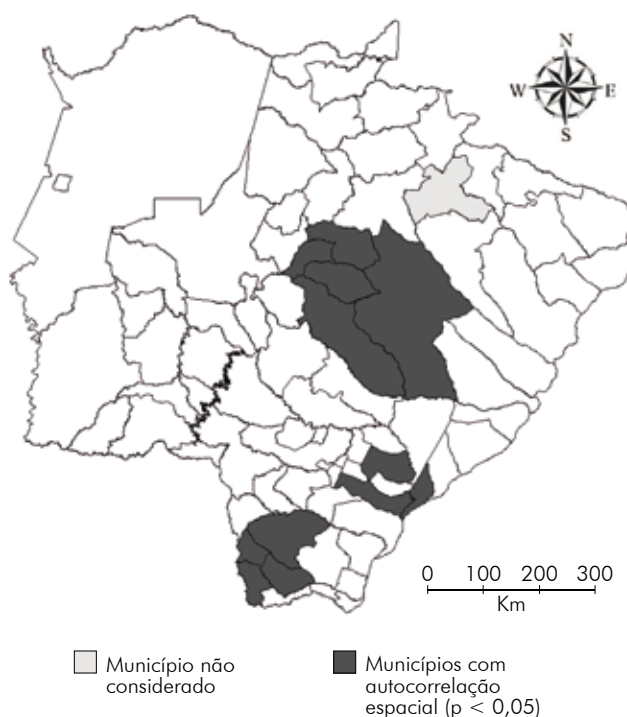 N
W E
S
0 100 200 300
Km
Município não
considerado
Municípios com
autocorrelação
espacial (p < 0,05)